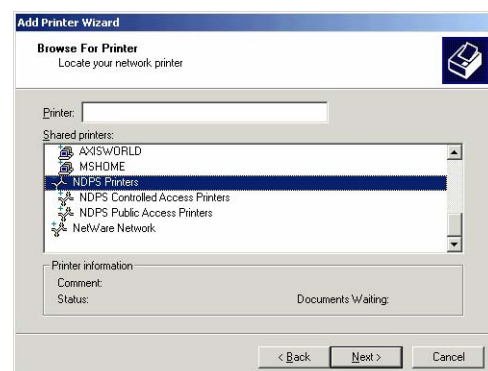 Add Printer Wizard
Browse For Printer
Locate your network printer
Printer:
Shared printers:
AXISWORLD
MSHOME
NDPS Printers
NDPS Controlled Access Printers
NDPS Public Access Printers
NetWare Network
Printer information
Comment:
Status: Documents Waiting:
< Back Next > Cancel